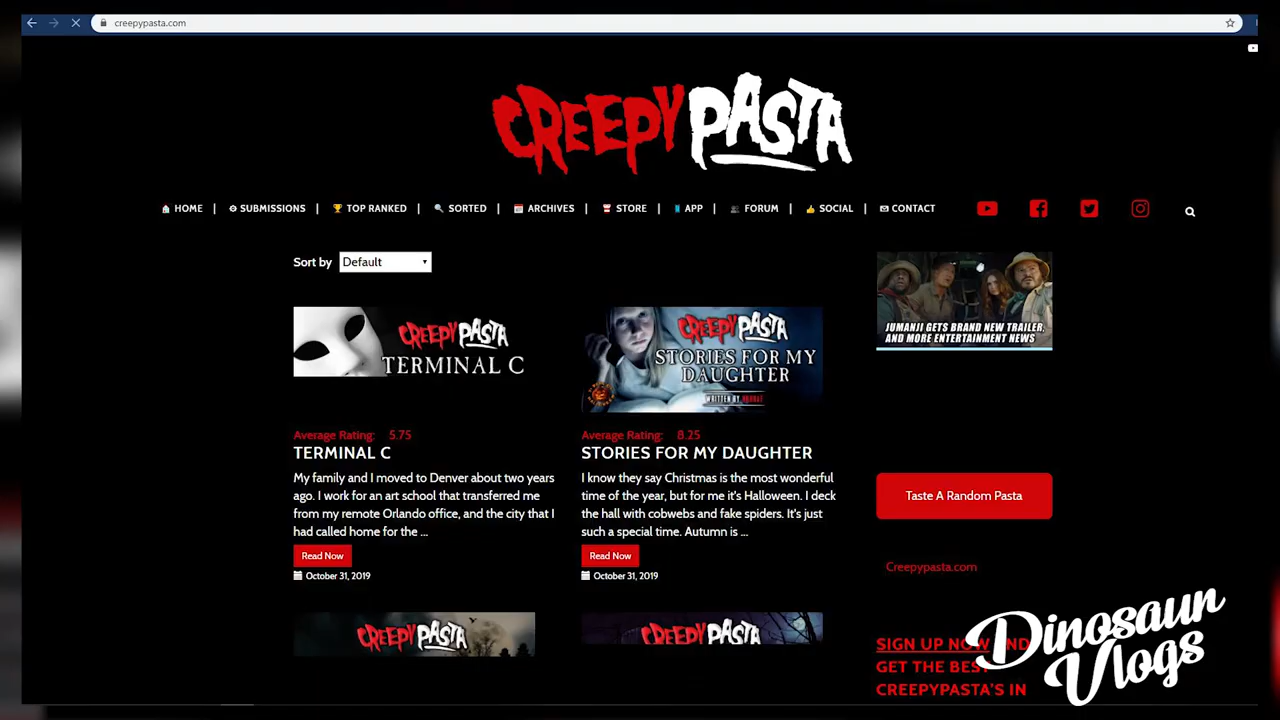 creepypasta.com
CREEPYPASTA
HOME | SUBMISSIONS | TOP RANKED | SORTED | ARCHIVES | STORE | APP | FORUM | SOCIAL | CONTACT
Sort by Default
CREEPYPASTA
TERMINAL C
Average Rating: 5.75
TERMINAL C
My family and I moved to Denver about two years
ago. I work for an art school that transferred me
from my remote Orlando office, and the city that I
had called home for the ...
Read Now
October 31, 2019
CREEPYPASTA
CREEPYPASTA
STORIES FOR MY
DAUGHTER
WRITTEN BY
Average Rating: 8.25
STORIES FOR MY DAUGHTER
I know they say Christmas is the most wonderful
time of the year, but for me it's Halloween. I deck
the hall with cobwebs and fake spiders. It's just
such a special time. Autumn is ...
Read Now
October 31, 2019
CREEPYPASTA
JUMANJI GETS BRAND NEW TRAILER,
AND MORE ENTERTAINMENT NEWS
Taste A Random Pasta
Creepypasta.com
SIGN UP NOW AND
GET THE BEST
CREEPYPASTA'S IN
Dinosaun
Vlogs